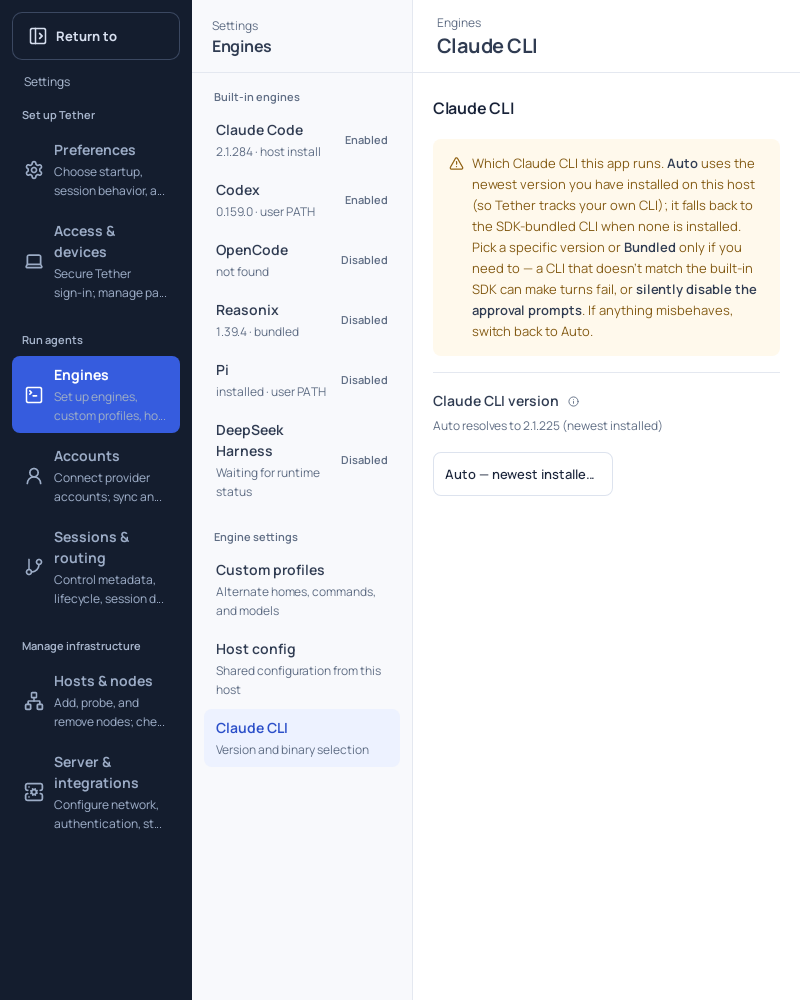 Return to
Settings
Set up Tether
Preferences
Choose startup,
session behavior, a...
Access &
devices
Secure Tether
sign-in; manage pa...
Run agents
Engines
Set up engines,
custom profiles, ho...
Accounts
Connect provider
accounts; sync an...
Sessions &
routing
Control metadata,
lifecycle, session d...
Manage infrastructure
Hosts & nodes
Add, probe, and
remove nodes; che...
Server &
integrations
Configure network,
authentication, st...
Settings
Engines
Built-in engines
Claude Code
2.1.284 · host install
Enabled
Codex
0.159.0 · user PATH
Enabled
OpenCode
not found
Disabled
Reasonix
1.39.4 · bundled
Disabled
Pi
installed · user PATH
Disabled
DeepSeek
Harness
Waiting for runtime
status
Disabled
Engine settings
Custom profiles
Alternate homes, commands,
and models
Host config
Shared configuration from this
host
Claude CLI
Version and binary selection
Engines
Claude CLI
Claude CLI
Which Claude CLI this app runs. Auto uses the
newest version you have installed on this host
(so Tether tracks your own CLI); it falls back to
the SDK-bundled CLI when none is installed.
Pick a specific version or Bundled only if you
need to — a CLI that doesn't match the built-in
SDK can make turns fail, or silently disable the
approval prompts. If anything misbehaves,
switch back to Auto.
Claude CLI version
Auto resolves to 2.1.225 (newest installed)
Auto — newest installe...